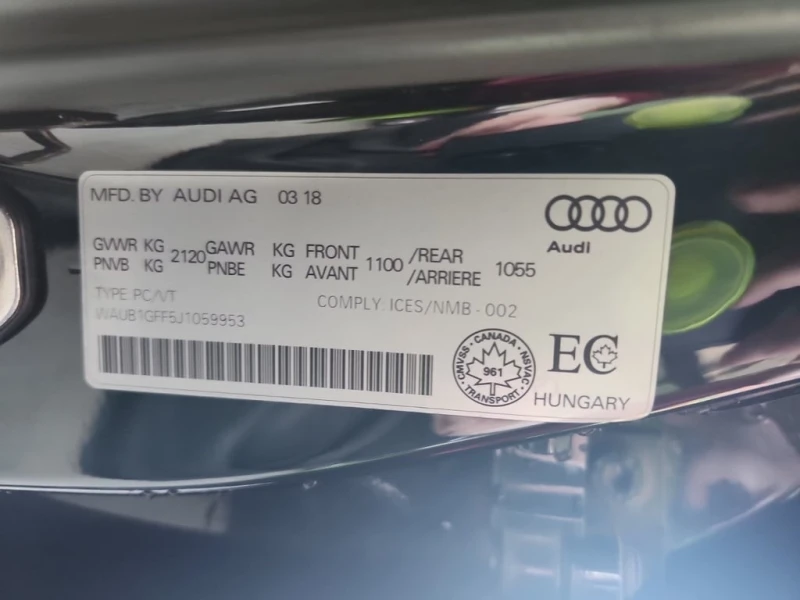 MFD. BY AUDI AG 03 18
Audi
GVWR KG 2120 GAWR KG FRONT 1100 /REAR 1055
PNVB KG PNBE KG AVANT /ARRIERE
TYPE: PC/VT COMPLY: ICES/NMB - 002
WAUB1GFF5J1059953
CMVSS - CANADA - NSVAC
961
TRANSPORT
EC
HUNGARY